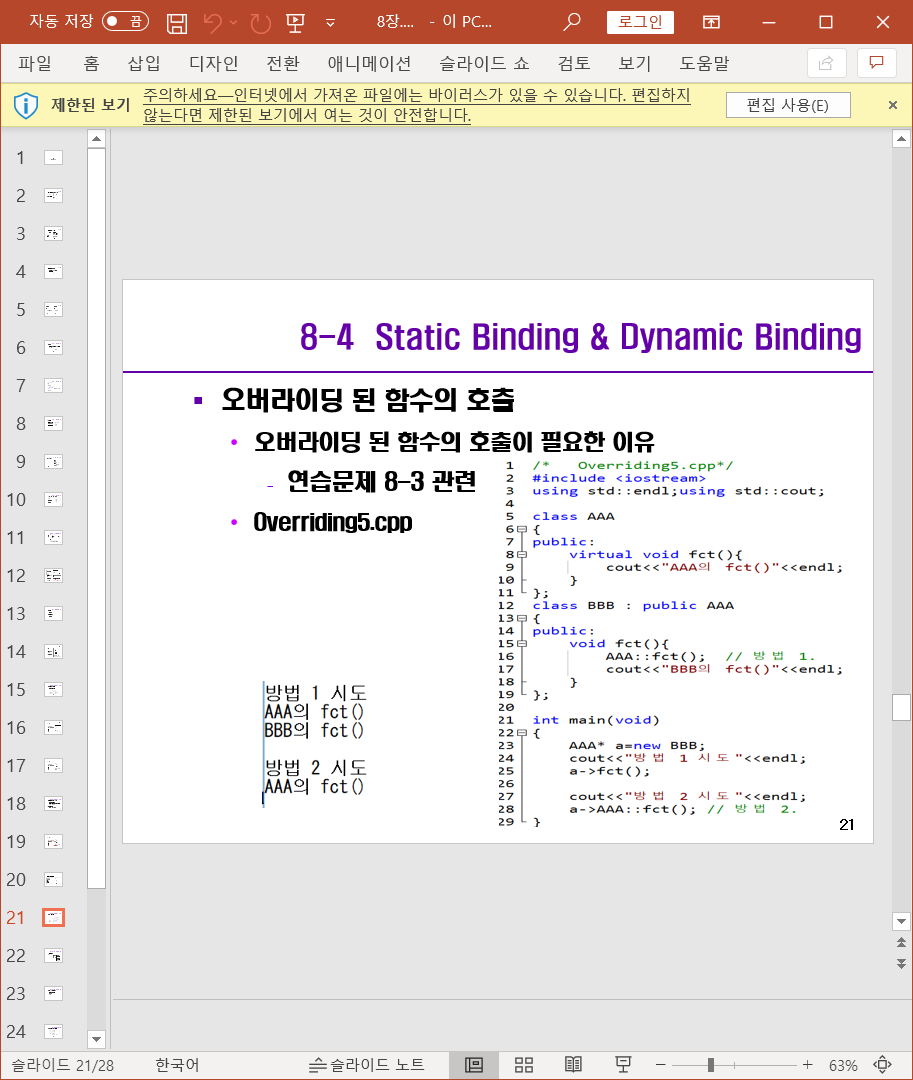 자동 저장 끔 8장.... - 이 PC... 로그인
파일 홈 삽입 디자인 전환 애니메이션 슬라이드 쇼 검토 보기 도움말
제한된 보기 주의하세요—인터넷에서 가져온 파일에는 바이러스가 있을 수 있습니다. 편집하지
않는다면 제한된 보기에서 여는 것이 안전합니다. 편집 사용(E)
1
2
3
4
5
6
7
8
9
10
11
12
13
14
15
16
17
18
19
20
21
22
23
24
8-4 Static Binding & Dynamic Binding
오버라이딩 된 함수의 호출
오버라이딩 된 함수의 호출이 필요한 이유
연습문제 8-3 관련
Overriding5.cpp
1 /* Overriding5.cpp*/
2 #include <iostream>
3 using std::endl;using std::cout;
4
5 class AAA
6 {
7 public:
8 virtual void fct(){
9 cout<<"AAA의 fct()"<<endl;
10 }
11 };
12 class BBB : public AAA
13 {
14 public:
15 void fct(){
16 AAA::fct(); // 방 법 1.
17 cout<<"BBB의 fct()"<<endl;
18 }
19 };
20
21 int main(void)
22 {
23 AAA* a=new BBB;
24 cout<<"방 법 1 시 도 "<<endl;
25 a->fct();
26
27 cout<<"방 법 2 시 도 "<<endl;
28 a->AAA::fct(); // 방 법 2.
29 }
방법 1 시도
AAA의 fct()
BBB의 fct()
방법 2 시도
AAA의 fct()
21
슬라이드 21/28 한국어 슬라이드 노트 63%